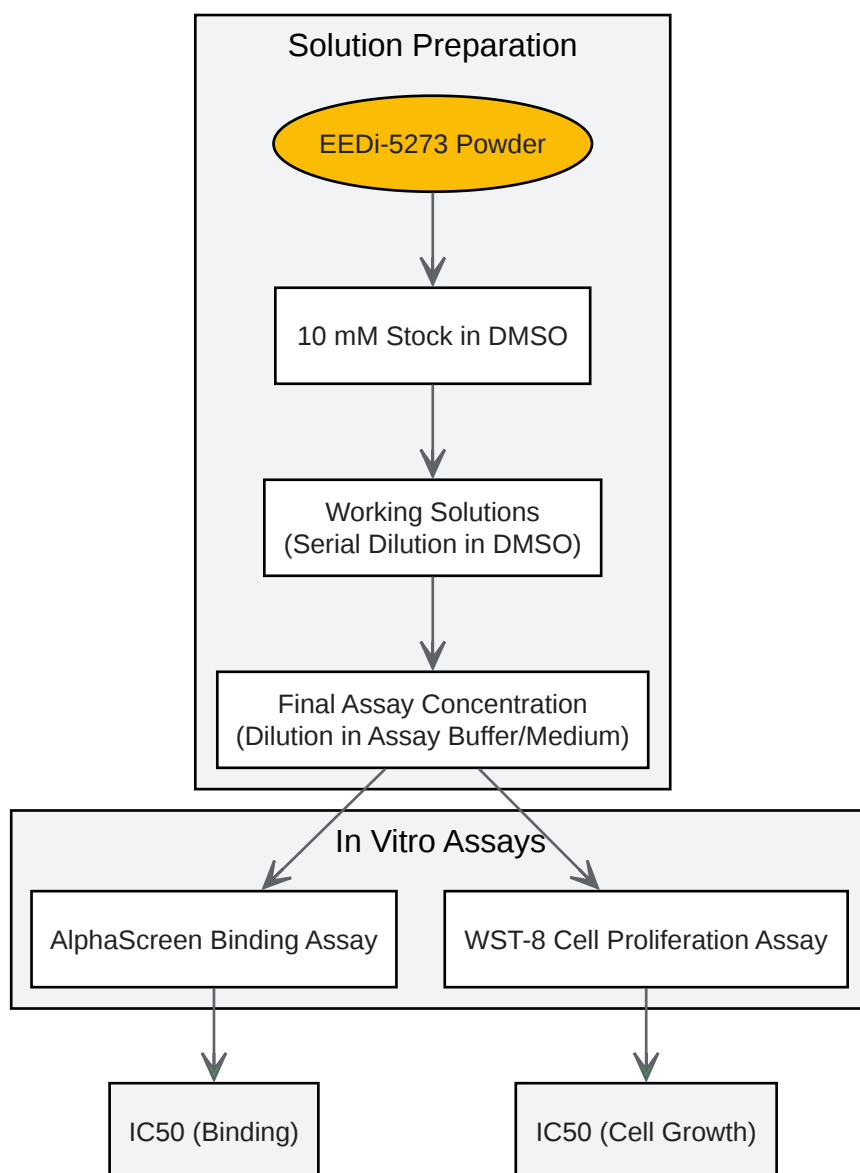 Solution Preparation
EEDi-5273 Powder
10 mM Stock in DMSO
Working Solutions
(Serial Dilution in DMSO)
Final Assay Concentration
(Dilution in Assay Buffer/Medium)
In Vitro Assays
AlphaScreen Binding Assay
WST-8 Cell Proliferation Assay
IC50 (Binding)
IC50 (Cell Growth)